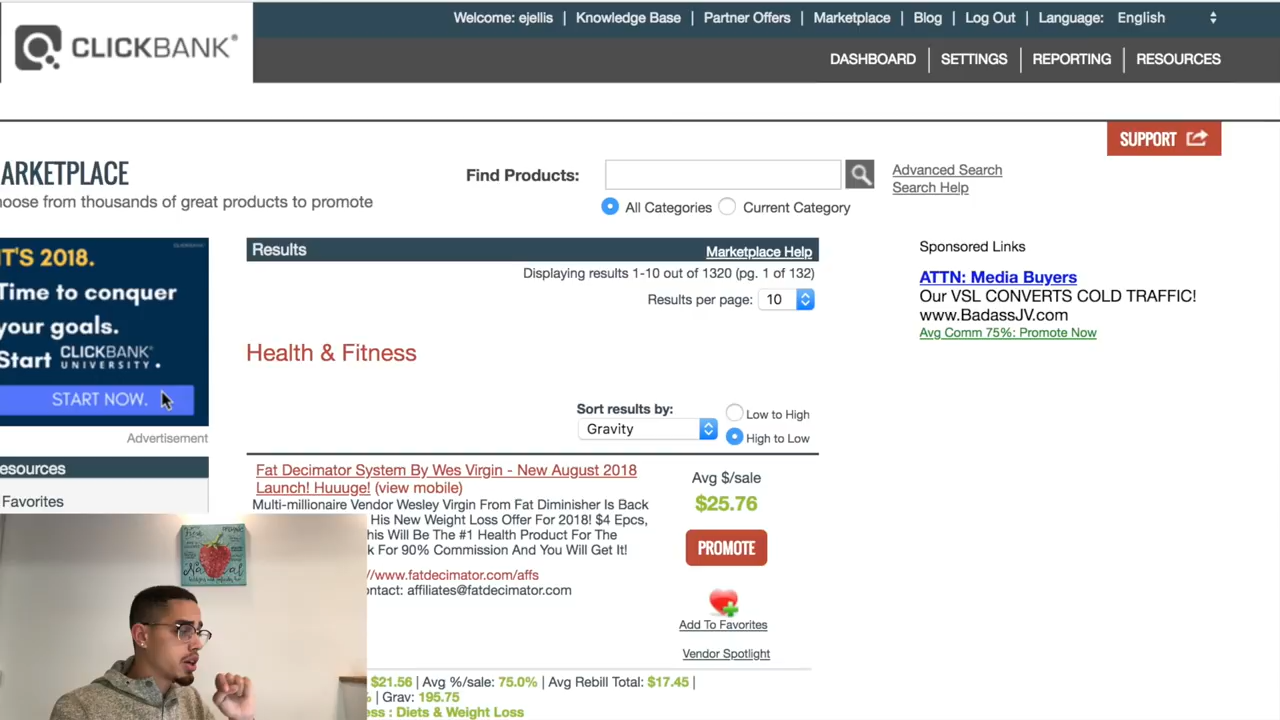 CLICKBANK®
Welcome: ejellis | Knowledge Base | Partner Offers | Marketplace | Blog | Log Out | Language: English
DASHBOARD | SETTINGS | REPORTING | RESOURCES
SUPPORT
ARKETPLACE
hoose from thousands of great products to promote
Find Products:
Advanced Search
Search Help
All Categories Current Category
CLICKBANK
IT'S 2018.
Time to conquer
your goals.
Start CLICKBANK UNIVERSITY.
START NOW.
Advertisement
esources
Favorites
Results Marketplace Help
Displaying results 1-10 out of 1320 (pg. 1 of 132)
Results per page: 10
Health & Fitness
Sort results by:
Gravity
Low to High
High to Low
Fat Decimator System By Wes Virgin - New August 2018
Launch! Huuuge! (view mobile)
Multi-millionaire Vendor Wesley Virgin From Fat Diminisher Is Back
His New Weight Loss Offer For 2018! $4 Epcs,
his Will Be The #1 Health Product For The
k For 90% Commission And You Will Get It!
//www.fatdecimator.com/affs
ontact: affiliates@fatdecimator.com
Avg $/sale
$25.76
PROMOTE
Add To Favorites
Vendor Spotlight
$21.56 | Avg %/sale: 75.0% | Avg Rebill Total: $17.45 |
% | Grav: 195.75
ess : Diets & Weight Loss
Sponsored Links
ATTN: Media Buyers
Our VSL CONVERTS COLD TRAFFIC!
www.BadassJV.com
Avg Comm 75%: Promote Now